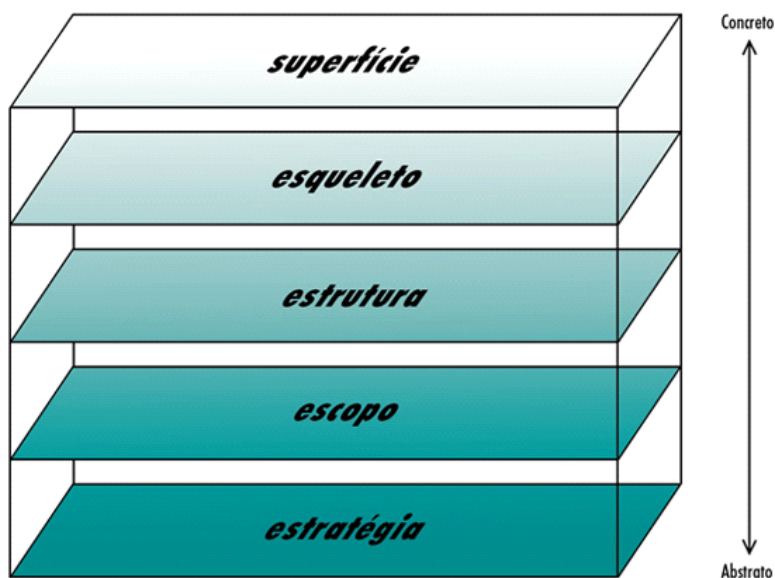 Concreto
superfície
esqueleto
estrutura
escopo
estratégia
Abstrato